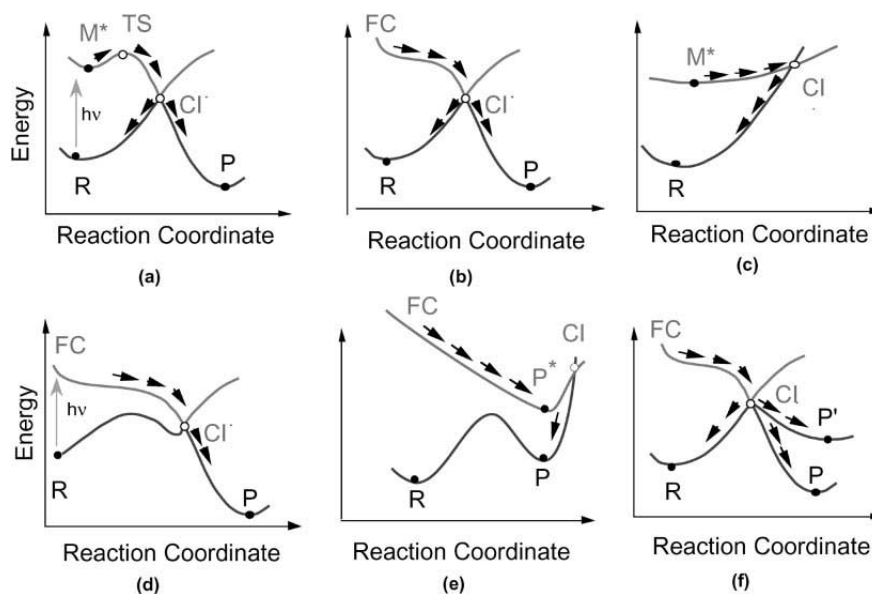 M* TS
hν
CI
R
P
Energy
Reaction Coordinate
(a)
FC
CI
R
P
Reaction Coordinate
(b)
M*
CI
R
Reaction Coordinate
(c)
FC
hν
CI
R
P
Energy
Reaction Coordinate
(d)
FC
CI
P*
R
P
Reaction Coordinate
(e)
FC
CI
P'
R
P
Reaction Coordinate
(f)